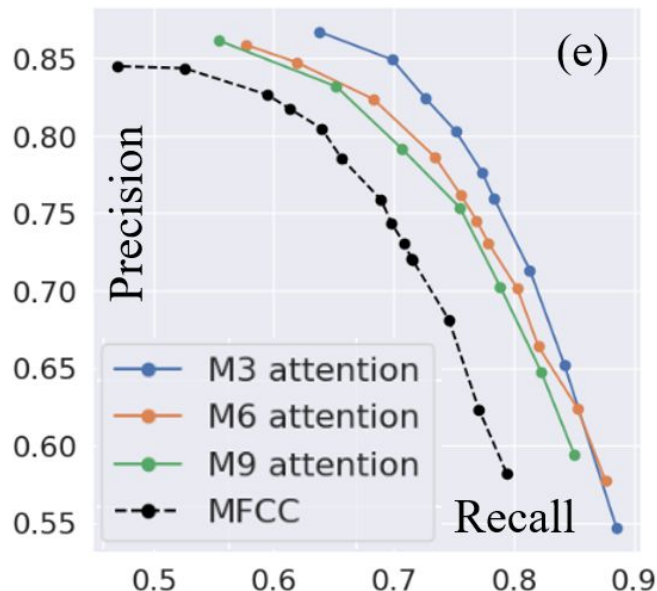 (e)
0.85
0.80
0.75
0.70
0.65
0.60
0.55
Precision
M3 attention
M6 attention
M9 attention
MFCC
Recall
0.5 0.6 0.7 0.8 0.9